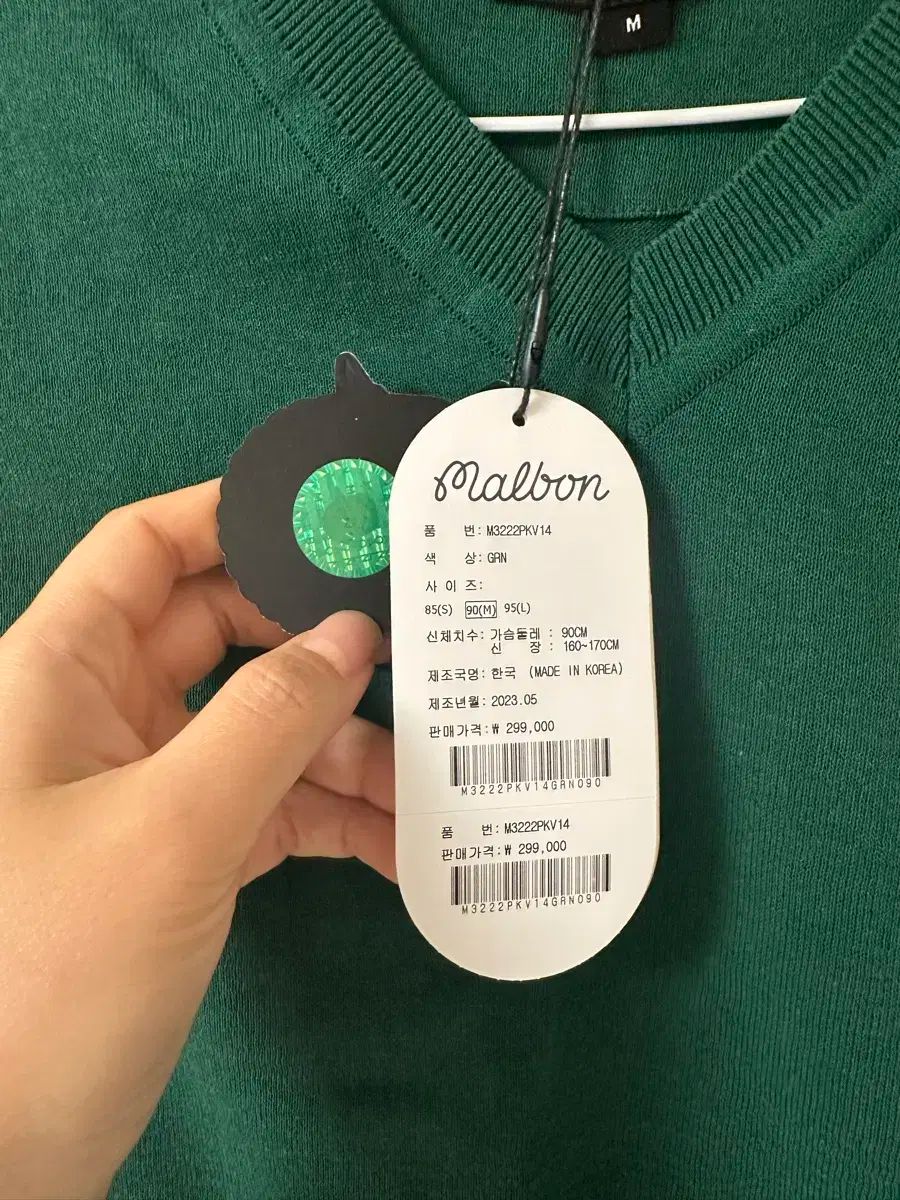 M
Malbon
품 번: M3222PKV14
색 상: GRN
사 이 즈:
85(S) 90(M) 95(L)
신체치수: 가슴둘레 : 90CM
신 장 : 160~170CM
제조국명: 한국 (MADE IN KOREA)
제조년월: 2023.05
판매가격: ₩ 299,000
M3222PKV14GRN090
품 번: M3222PKV14
판매가격: ₩ 299,000
M3222PKV14GRN090